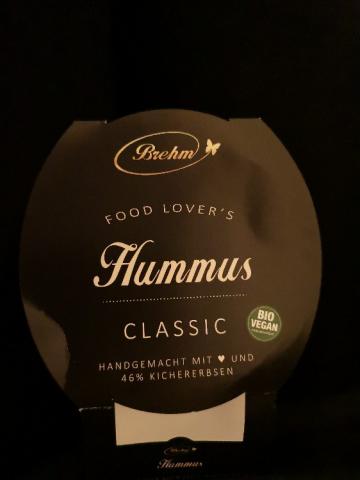 Brehm
FOOD LOVER'S
Hummus
CLASSIC
BIO
VEGAN
HANDGEMACHT MIT ♥ UND
46% KICHERERBSEN
Brehm
Hummus